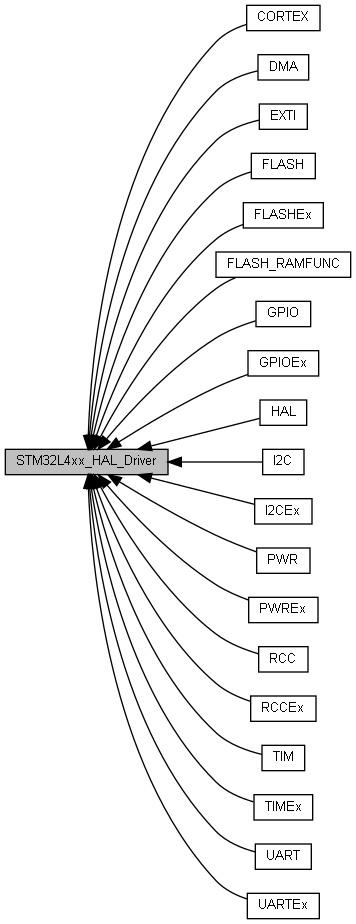 CORTEX
DMA
EXTI
FLASH
FLASHEx
FLASH_RAMFUNC
GPIO
GPIOEx
HAL
STM32L4xx_HAL_Driver
I2C
I2CEx
PWR
PWREx
RCC
RCCEx
TIM
TIMEx
UART
UARTEx